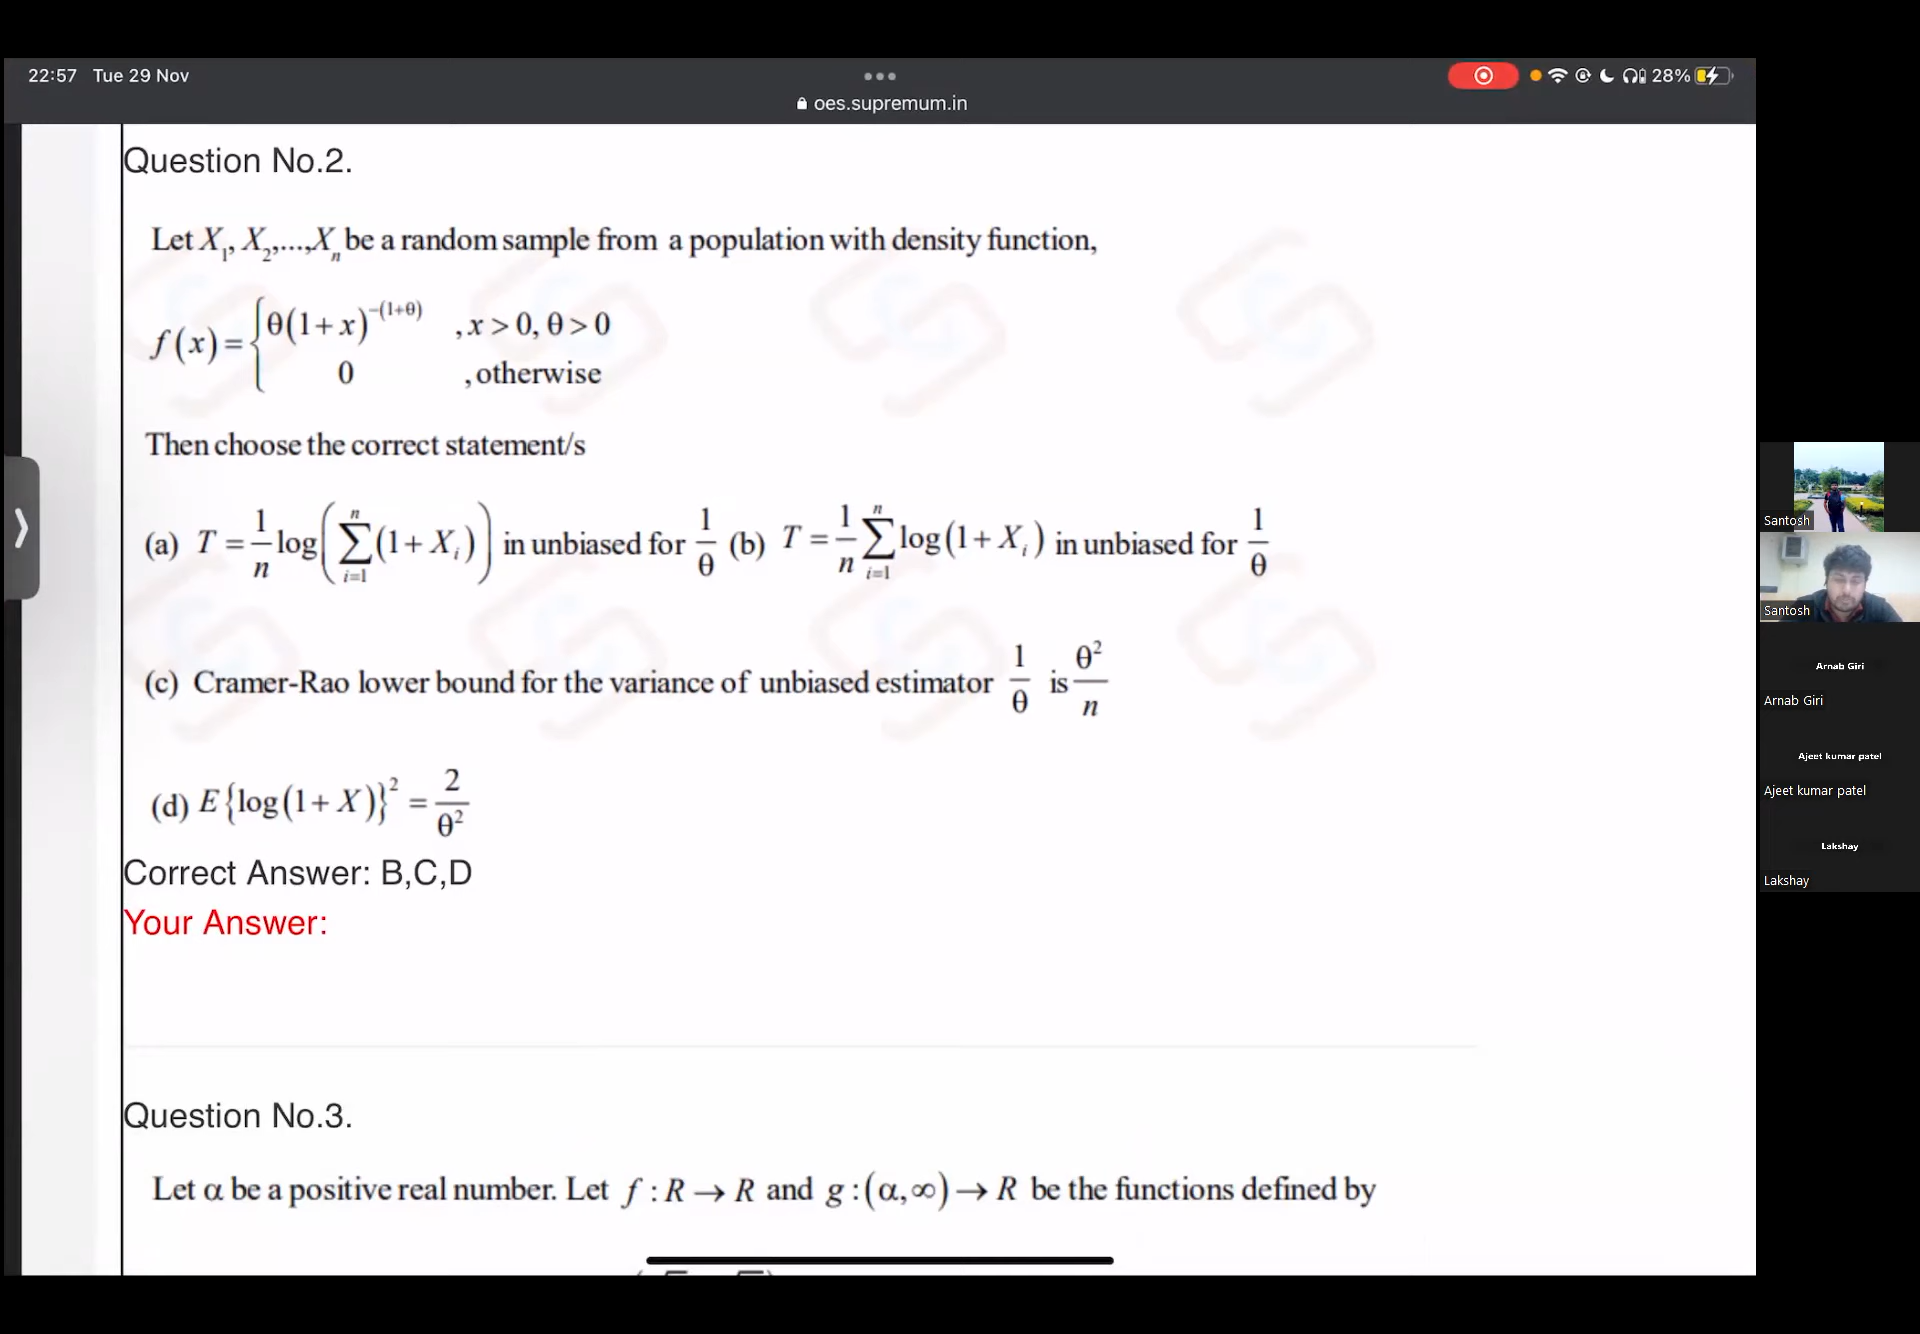 22:57 Tue 29 Nov
28%
oes.supremum.in
Question No.2.
Let X₁, X₂,...,Xₙ be a random sample from a population with density function,
f(x) = { θ(1+x)^-(1+θ) , x > 0, θ > 0
0 , otherwise
Then choose the correct statement/s
(a) T = 1/n log( ∑_{i=1}^{n} (1+X_i) ) in unbiased for 1/θ (b) T = 1/n ∑_{i=1}^{n} log(1+X_i) in unbiased for 1/θ
(c) Cramer-Rao lower bound for the variance of unbiased estimator 1/θ is θ²/n
(d) E{log(1+X)}² = 2/θ²
Correct Answer: B,C,D
Your Answer:
Question No.3.
Let α be a positive real number. Let f : R → R and g : (α,∞) → R be the functions defined by
Santosh
Santosh
Arnab Giri
Arnab Giri
Ajeet kumar patel
Ajeet kumar patel
Lakshay
Lakshay